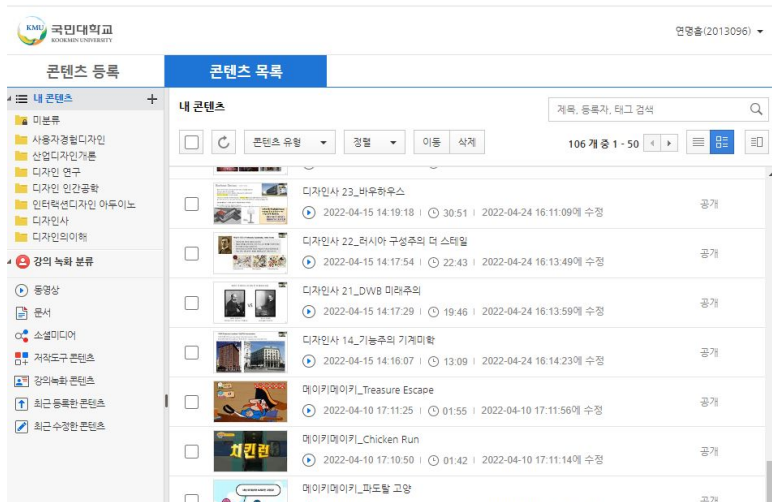 KMU 국민대학교
KOOKMIN UNIVERSITY
연명흠(2013096)
콘텐츠 등록
콘텐츠 목록
내 콘텐츠
미분류
사용자경험디자인
산업디자인개론
디자인 연구
디자인 인간공학
인터랙션디자인 아두이노
디자인사
디자인의이해
강의 녹화 분류
동영상
문서
소셜미디어
저작도구 콘텐츠
강의녹화 콘텐츠
최근 등록한 콘텐츠
최근 수정한 콘텐츠
내 콘텐츠
제목, 등록자, 태그 검색
콘텐츠 유형
정렬
이동
삭제
106 개 중 1 - 50
디자인사 23_바우하우스
2022-04-15 14:19:18 | 30:51 | 2022-04-24 16:11:09에 수정
공개
디자인사 22_러시아 구성주의 더 스테일
2022-04-15 14:17:54 | 22:43 | 2022-04-24 16:13:49에 수정
공개
디자인사 21_DWB 미래주의
2022-04-15 14:17:29 | 19:46 | 2022-04-24 16:13:59에 수정
공개
디자인사 14_기능주의 기계미학
2022-04-15 14:16:07 | 13:09 | 2022-04-24 16:14:23에 수정
공개
메이키메이키_Treasure Escape
2022-04-10 17:11:25 | 01:55 | 2022-04-10 17:11:56에 수정
공개
치킨런
메이키메이키_Chicken Run
2022-04-10 17:10:50 | 01:42 | 2022-04-10 17:11:14에 수정
공개
메이키메이키_파도탈 고양
공개